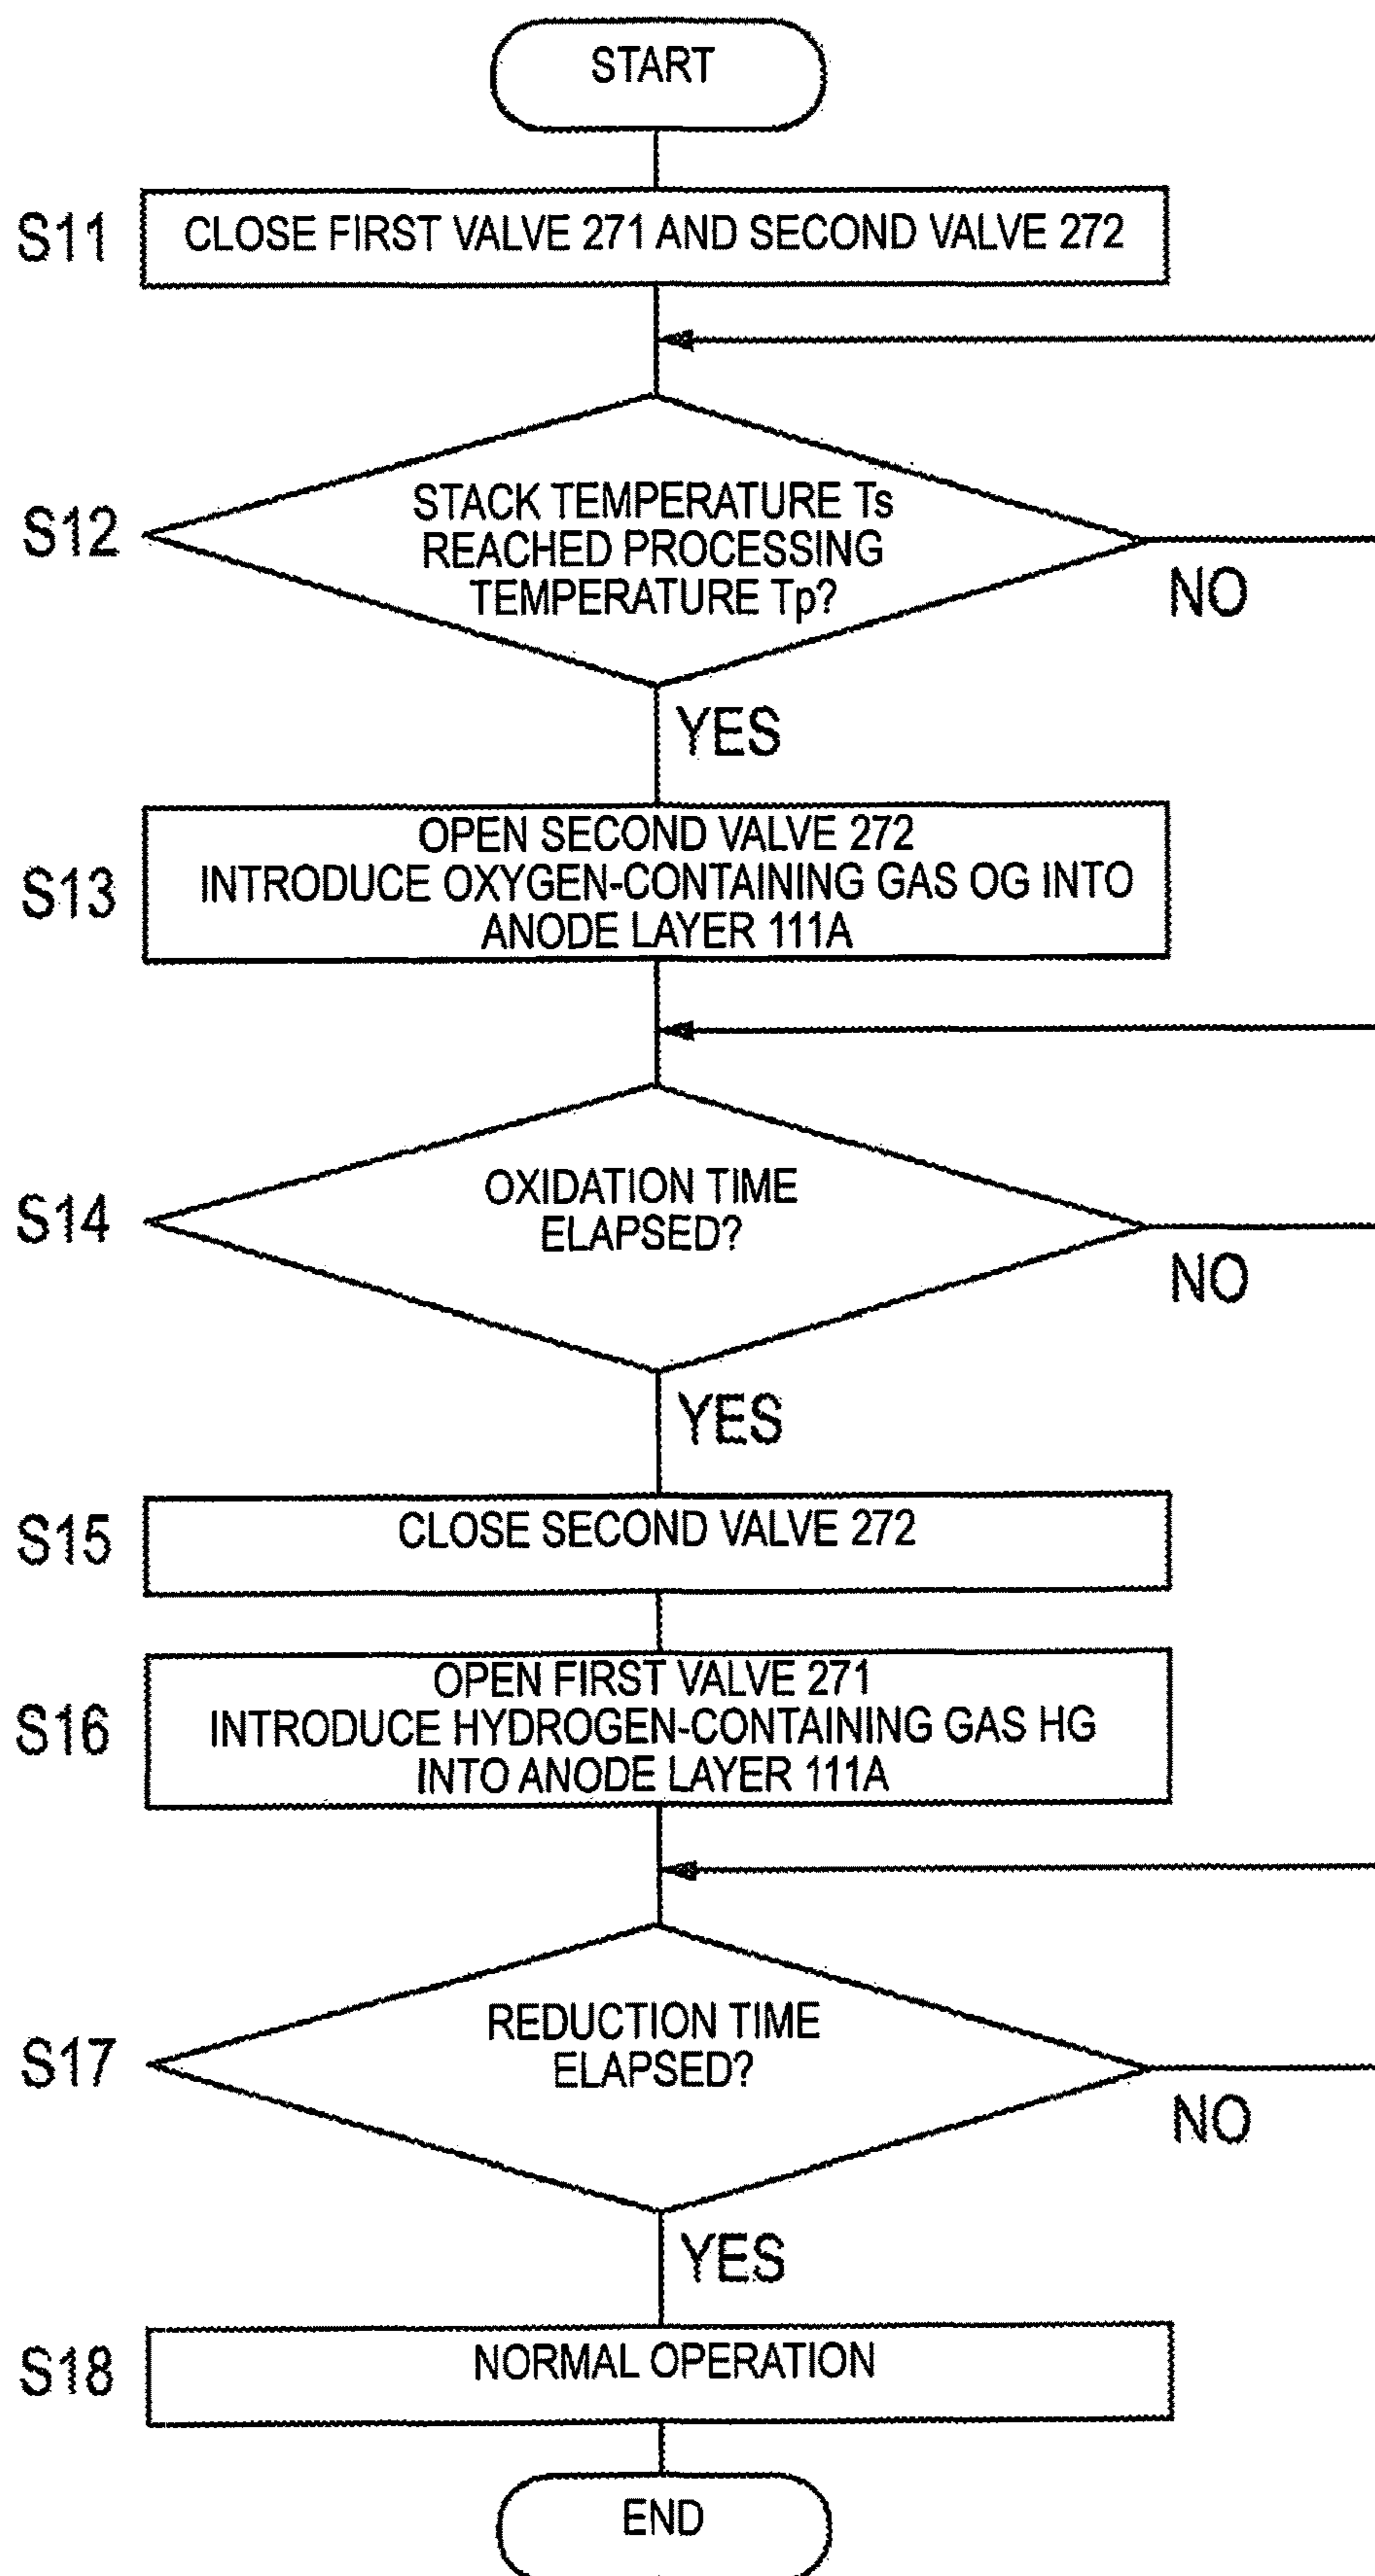 START
S11
CLOSE FIRST VALVE 271 AND SECOND VALVE 272
S12
STACK TEMPERATURE Ts
REACHED PROCESSING
TEMPERATURE Tp?
NO
YES
S13
OPEN SECOND VALVE 272
INTRODUCE OXYGEN-CONTAINING GAS OG INTO
ANODE LAYER 111A
S14
OXIDATION TIME
ELAPSED?
NO
YES
S15
CLOSE SECOND VALVE 272
S16
OPEN FIRST VALVE 271
INTRODUCE HYDROGEN-CONTAINING GAS HG
INTO ANODE LAYER 111A
S17
REDUCTION TIME
ELAPSED?
NO
YES
S18
NORMAL OPERATION
END